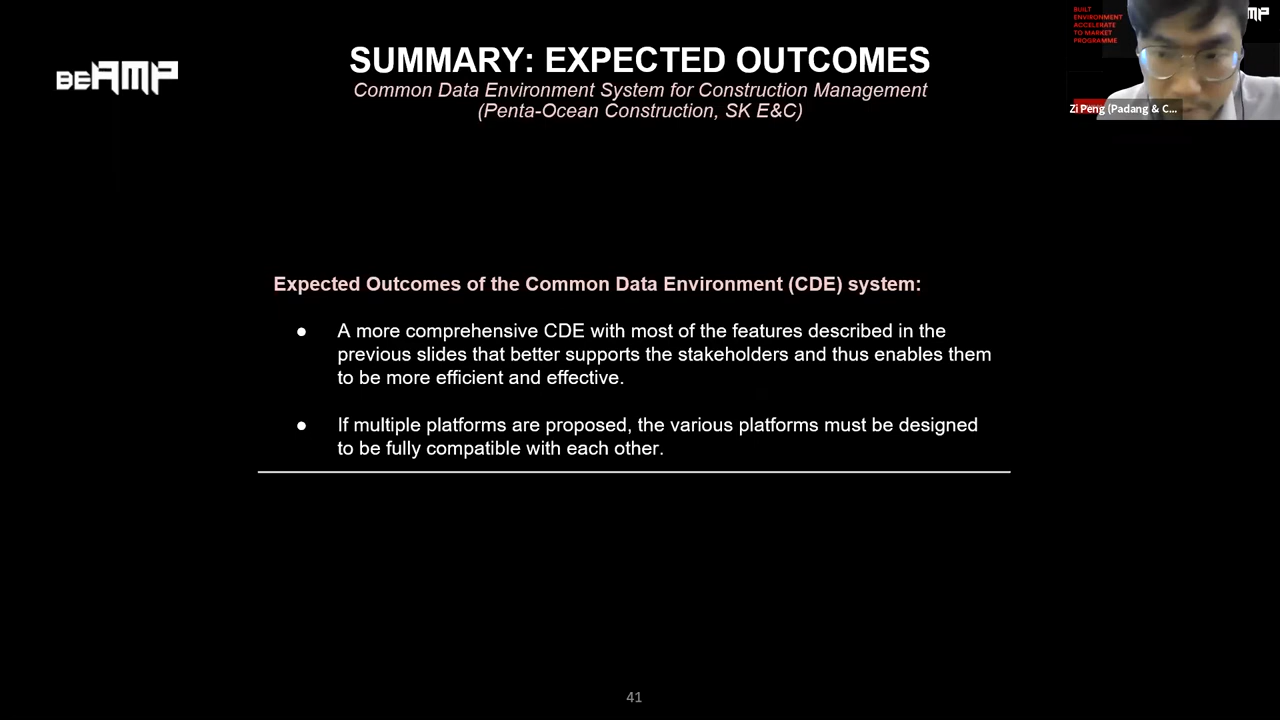 BEAMP
SUMMARY: EXPECTED OUTCOMES
Common Data Environment System for Construction Management
(Penta-Ocean Construction, SK E&C)
BUILT
ENVIRONMENT
ACCELERATE
TO MARKET
PROGRAMME
MP
Zi Peng (Padang & C...
Expected Outcomes of the Common Data Environment (CDE) system:
● A more comprehensive CDE with most of the features described in the
previous slides that better supports the stakeholders and thus enables them
to be more efficient and effective.
● If multiple platforms are proposed, the various platforms must be designed
to be fully compatible with each other.
41